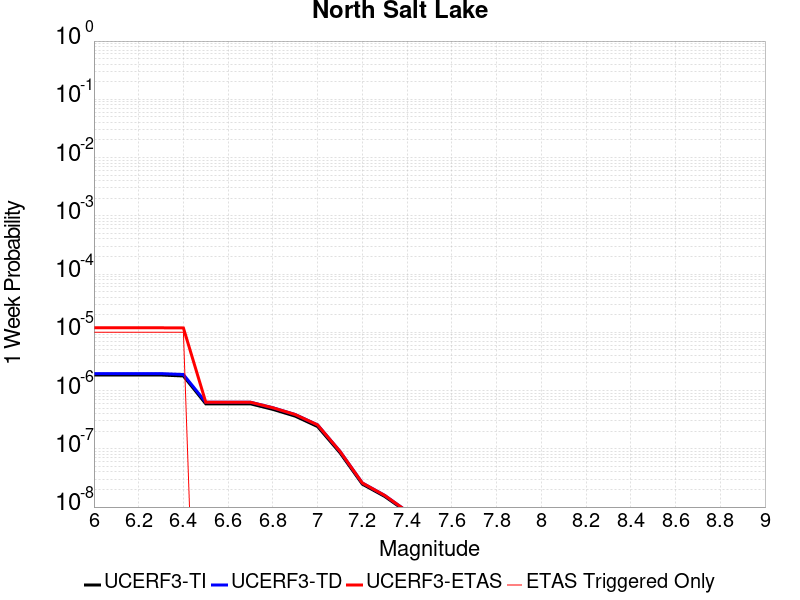 North Salt Lake
10^0
10^-1
10^-2
10^-3
10^-4
10^-5
10^-6
10^-7
10^-8
1 Week Probability
6 6.2 6.4 6.6 6.8 7 7.2 7.4 7.6 7.8 8 8.2 8.4 8.6 8.8 9
Magnitude
UCERF3-TI UCERF3-TD UCERF3-ETAS ETAS Triggered Only